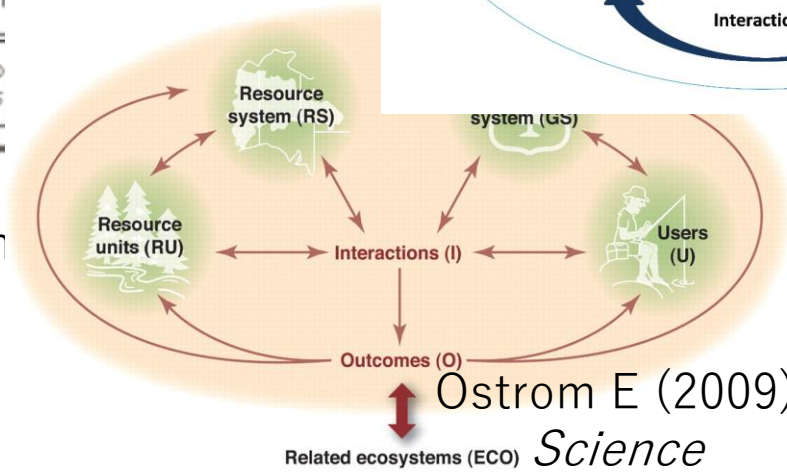 Interactio
Resource
system (RS)
system (GS)
Resource
units (RU)
Interactions (I)
Users
(U)
Outcomes (O)
Ostrom E (2009)
Related ecosystems (ECO)
Science